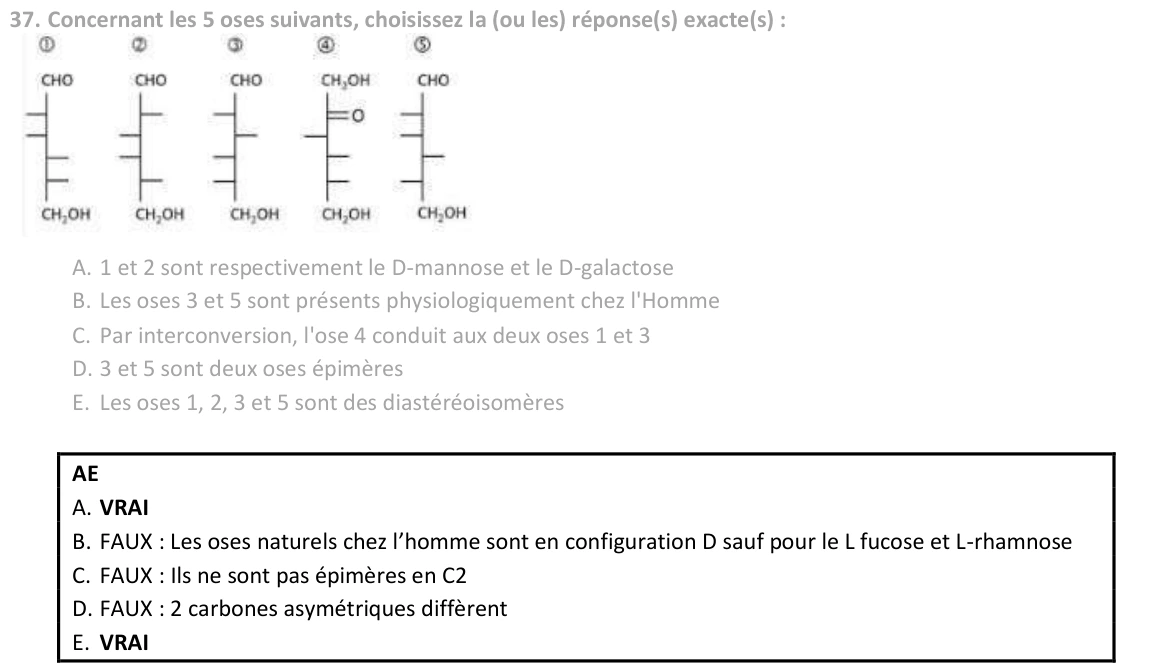 37. Concernant les 5 oses suivants, choisissez la (ou les) réponse(s) exacte(s) :
① ② ③ ④ ⑤
CHO CHO CHO CH₂OH CHO
=O
CH₂OH CH₂OH CH₂OH CH₂OH CH₂OH
A. 1 et 2 sont respectivement le D-mannose et le D-galactose
B. Les oses 3 et 5 sont présents physiologiquement chez l'Homme
C. Par interconversion, l'ose 4 conduit aux deux oses 1 et 3
D. 3 et 5 sont deux oses épimères
E. Les oses 1, 2, 3 et 5 sont des diastéréoisomères
AE
A. VRAI
B. FAUX : Les oses naturels chez l’homme sont en configuration D sauf pour le L fucose et L-rhamnose
C. FAUX : Ils ne sont pas épimères en C2
D. FAUX : 2 carbones asymétriques diffèrent
E. VRAI